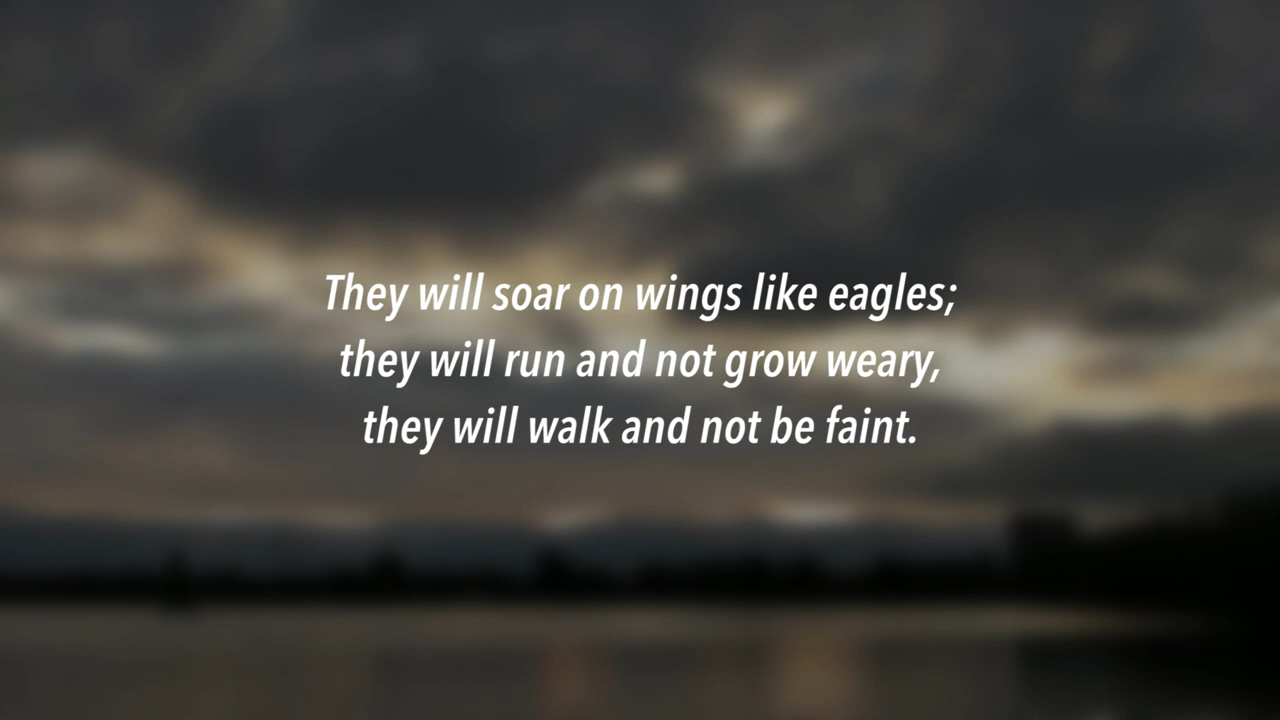 They will soar on wings like eagles;
they will run and not grow weary,
they will walk and not be faint.